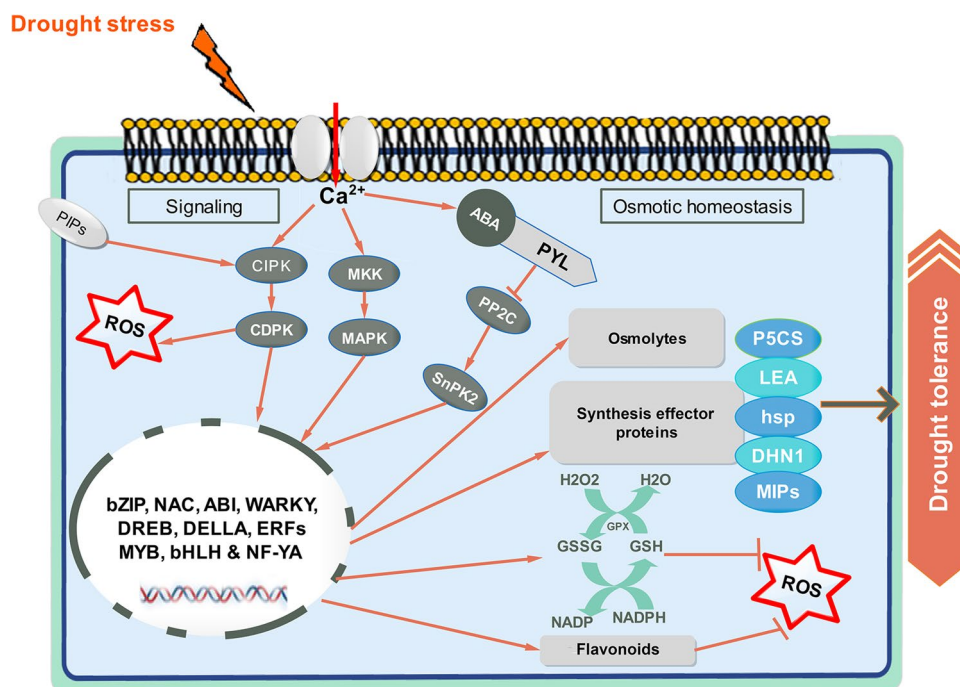 Drought stress
Ca²⁺
Signaling
Osmotic homeostasis
PIPs
ABA
PYL
CIPK
MKK
PP2C
ROS
CDPK
MAPK
SnPK2
Osmolytes
Synthesis effector
proteins
P5CS
LEA
hsp
DHN1
MIPs
Drought tolerance
bZIP, NAC, ABI, WARKY,
DREB, DELLA, ERFs
MYB, bHLH & NF-YA
H2O2
H2O
GPX
GSSG
GSH
NADP
NADPH
ROS
Flavonoids